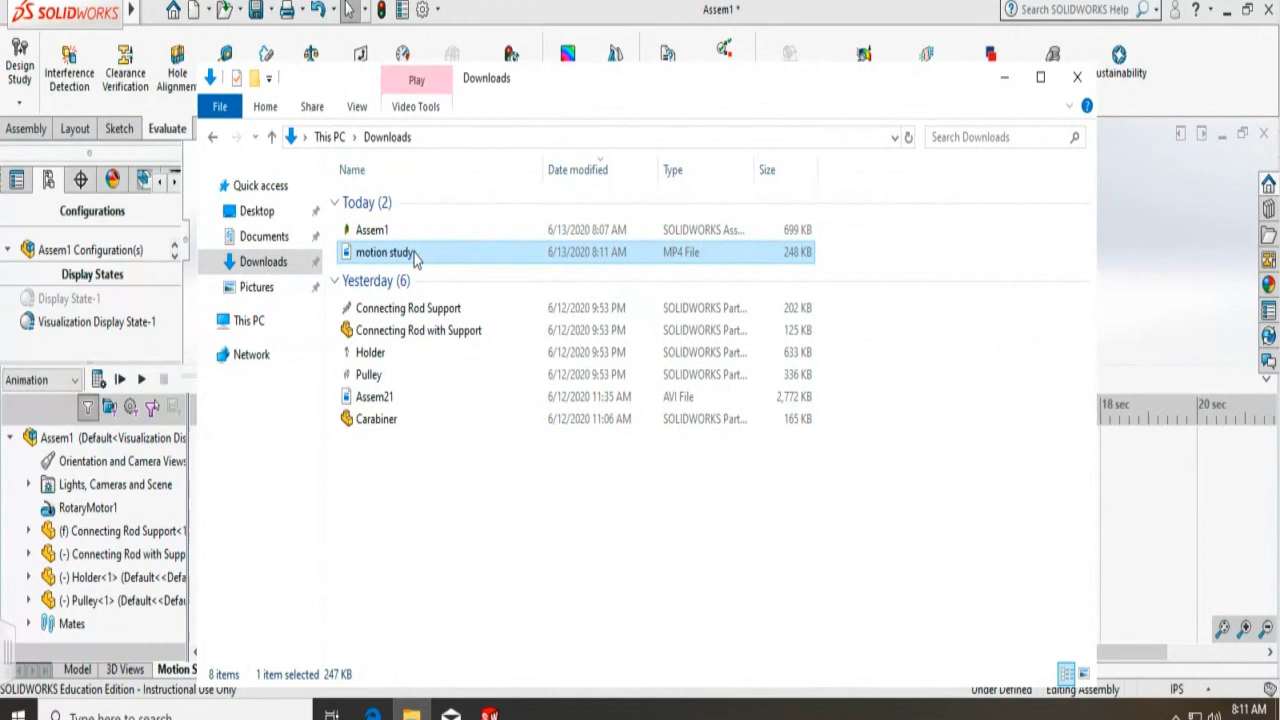 SOLIDWORKS
Assem1 *
Search SOLIDWORKS Help
Design Study
Interference Detection
Clearance Verification
Hole Alignmen
ustainability
Play
Downloads
File
Home
Share
View
Video Tools
Assembly
Layout
Sketch
Evaluate
This PC
Downloads
Search Downloads
Name
Date modified
Type
Size
Configurations
Assem1 Configuration(s)
Display States
Display State-1
Visualization Display State-1
Quick access
Desktop
Documents
Downloads
Pictures
This PC
Network
Today (2)
Assem1 6/13/2020 8:07 AM SOLIDWORKS Ass... 699 KB
motion study 6/13/2020 8:11 AM MP4 File 248 KB
Yesterday (6)
Connecting Rod Support 6/12/2020 9:53 PM SOLIDWORKS Part... 202 KB
Connecting Rod with Support 6/12/2020 9:53 PM SOLIDWORKS Part... 125 KB
Holder 6/12/2020 9:53 PM SOLIDWORKS Part... 633 KB
Pulley 6/12/2020 9:53 PM SOLIDWORKS Part... 336 KB
Assem21 6/12/2020 11:35 AM AVI File 2,772 KB
Carabiner 6/12/2020 11:06 AM SOLIDWORKS Part... 165 KB
Animation
18 sec
20 sec
Assem1 (Default<Visualization Dis
Orientation and Camera Views
Lights, Cameras and Scene
RotaryMotor1
(f) Connecting Rod Support<1
(-) Connecting Rod with Supp
(-) Holder<1> (Default<<Defa
(-) Pulley<1> (Default<<Defau
Mates
8 items
1 item selected 247 KB
Model
3D Views
Motion S
SOLIDWORKS Education Edition - Instructional Use Only
Under Defined
Editing Assembly
IPS
Type here to search
8:11 AM